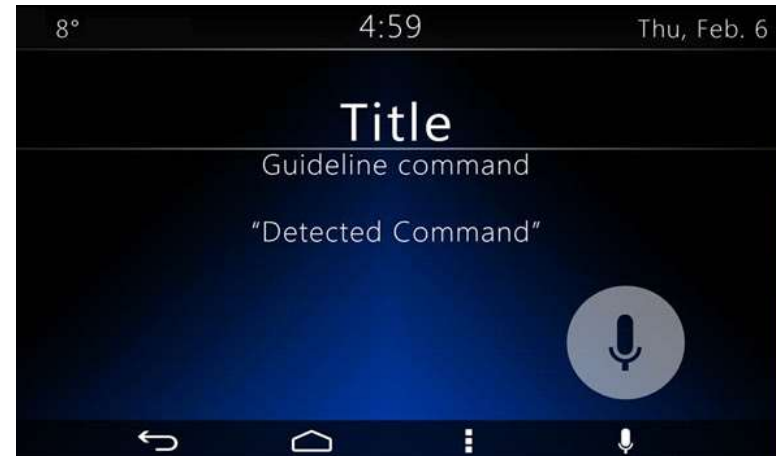 8° 4:59 Thu, Feb. 6
Title
Guideline command
“Detected Command”